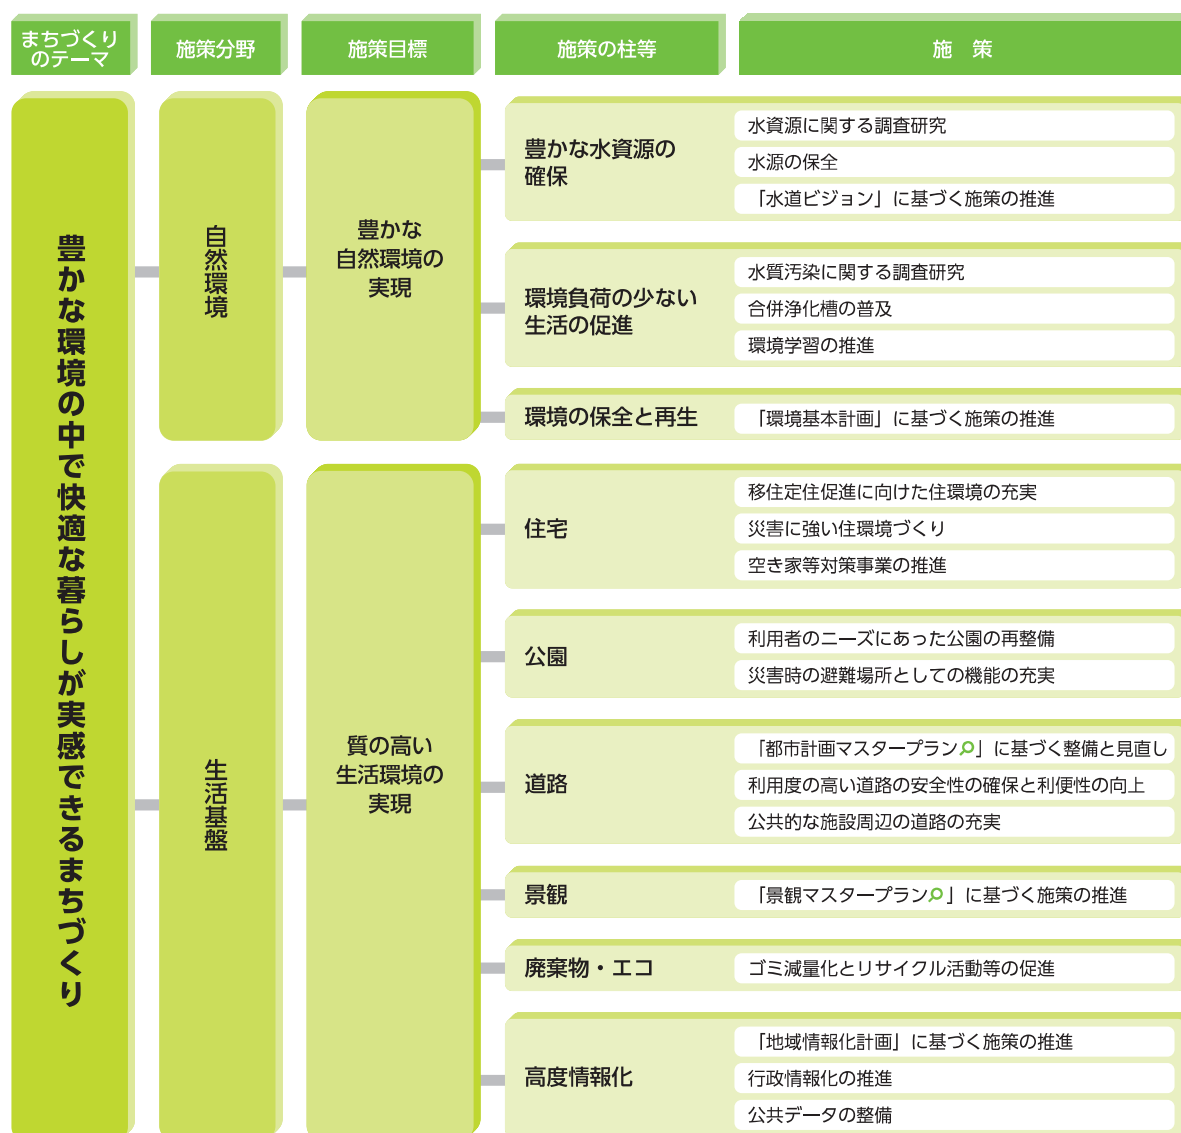 まちづくり
のテーマ
施策分野
施策目標
施策の柱等
施　策
豊かな環境の中で快適な暮らしが実感できるまちづくり
自然環境
豊かな
自然環境の
実現
豊かな水資源の
確保
水資源に関する調査研究
水源の保全
「水道ビジョン」に基づく施策の推進
環境負荷の少ない
生活の促進
水質汚染に関する調査研究
合併浄化槽の普及
環境学習の推進
環境の保全と再生
「環境基本計画」に基づく施策の推進
生活基盤
質の高い
生活環境の
実現
住宅
移住定住促進に向けた住環境の充実
災害に強い住環境づくり
空き家等対策事業の推進
公園
利用者のニーズにあった公園の再整備
災害時の避難場所としての機能の充実
道路
「都市計画マスタープラン」に基づく整備と見直し
利用度の高い道路の安全性の確保と利便性の向上
公共的な施設周辺の道路の充実
景観
「景観マスタープラン」に基づく施策の推進
廃棄物・エコ
ゴミ減量化とリサイクル活動等の促進
高度情報化
「地域情報化計画」に基づく施策の推進
行政情報化の推進
公共データの整備